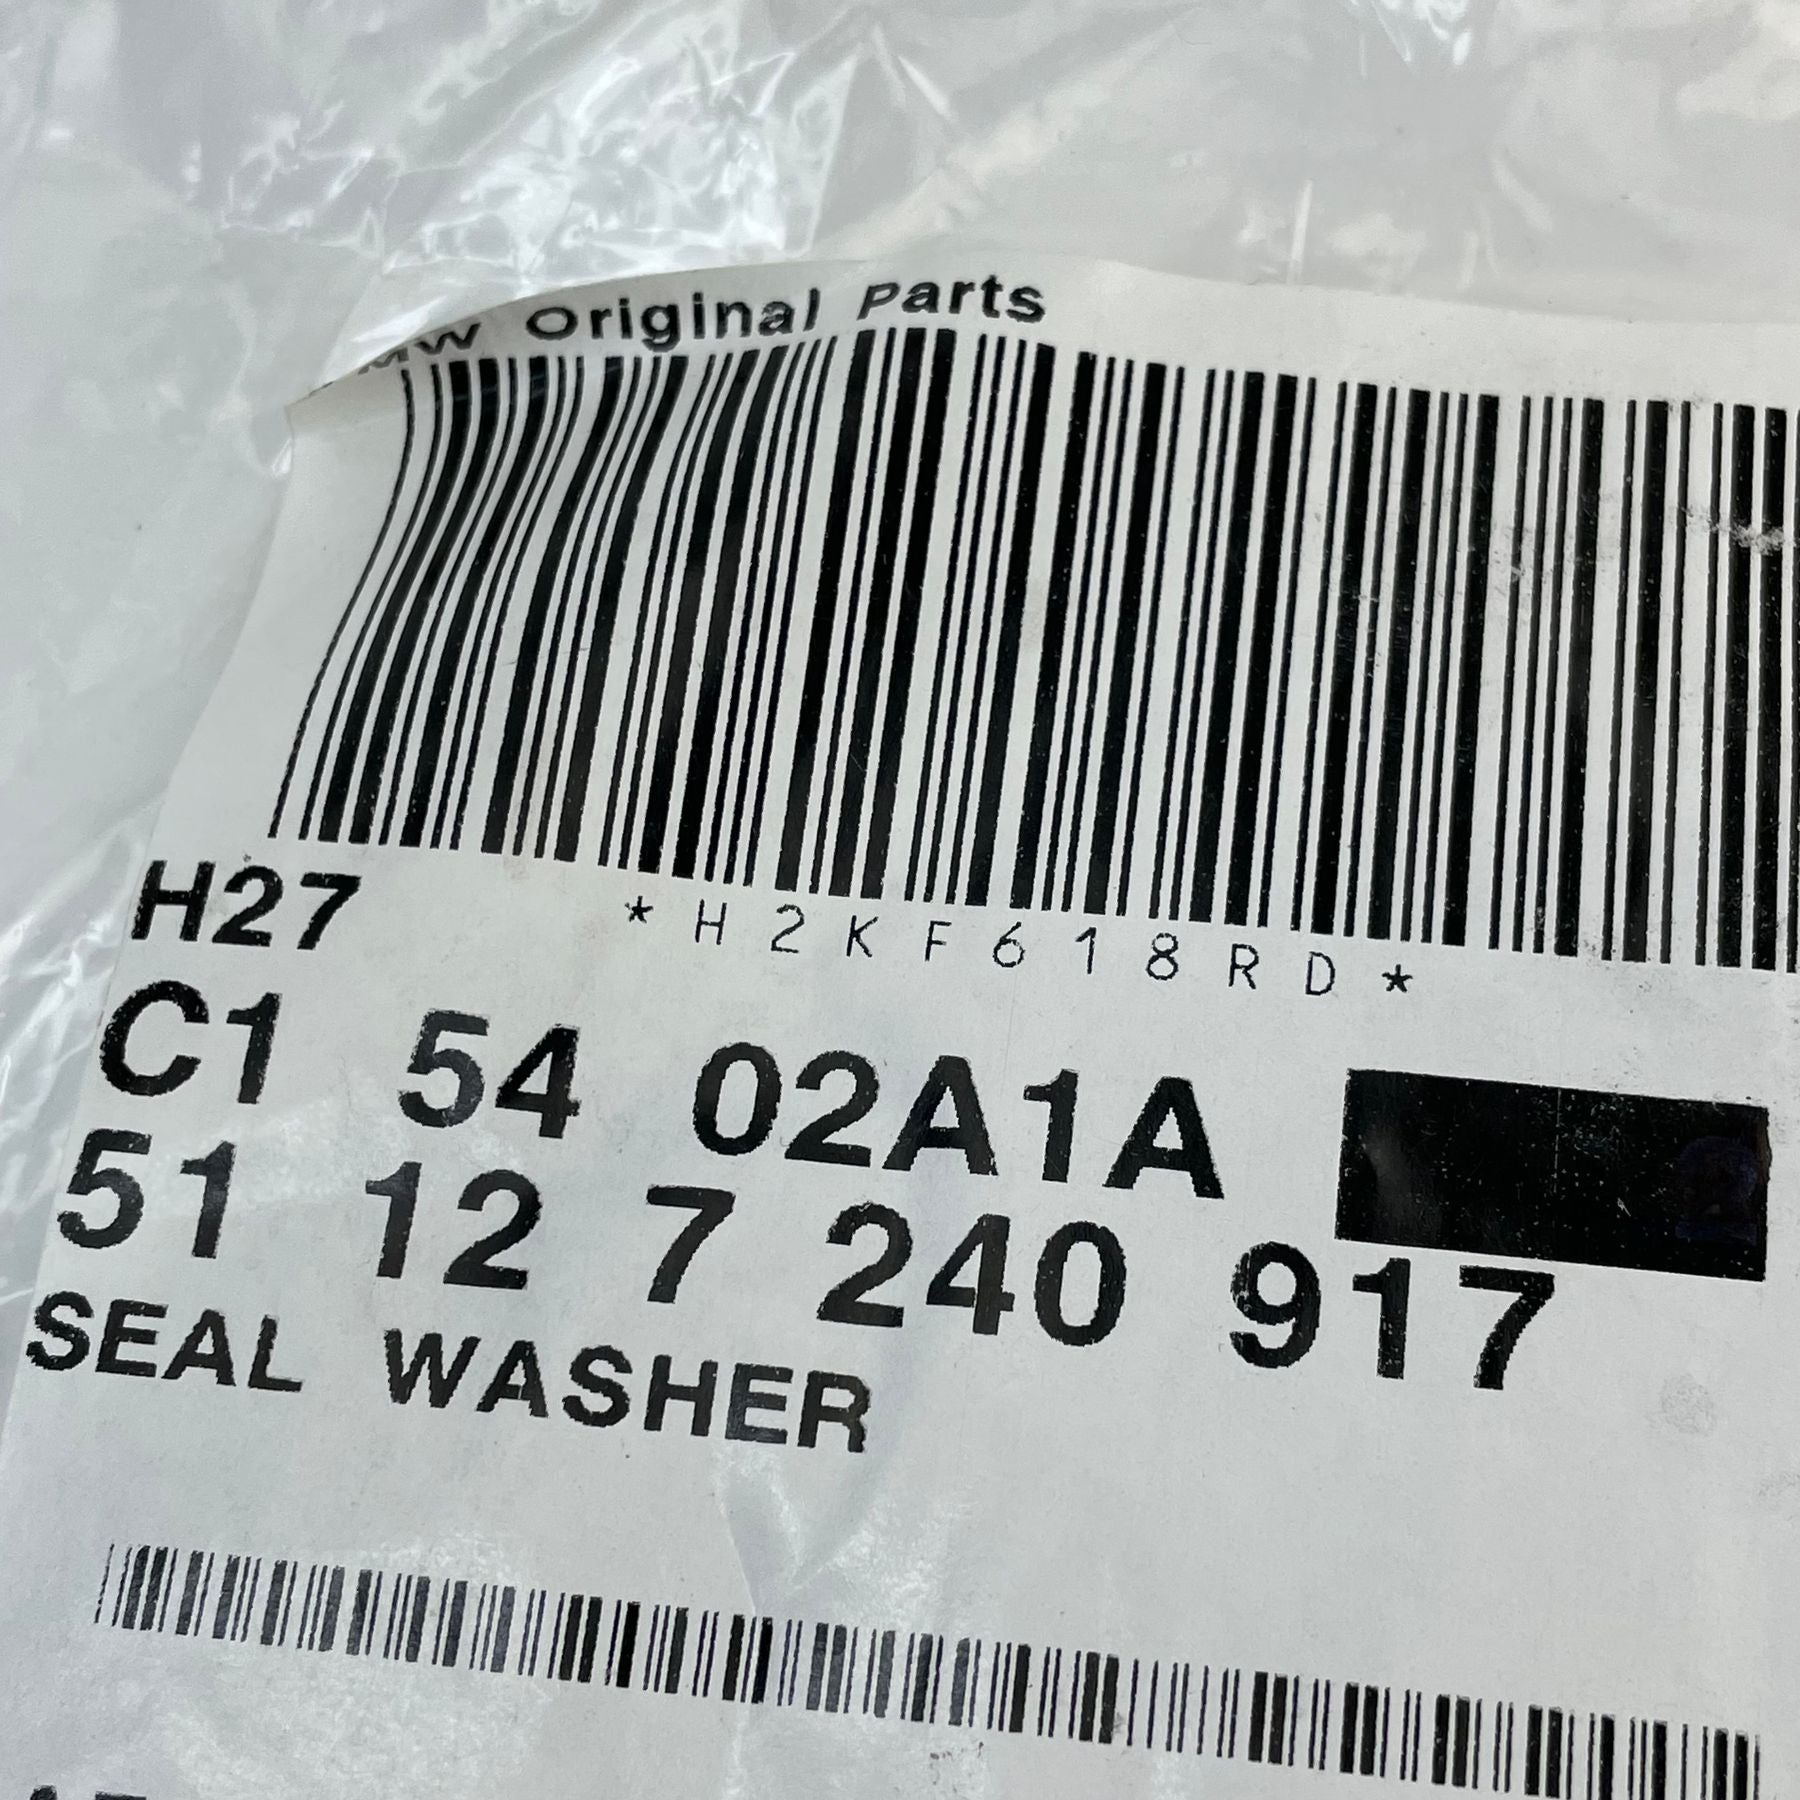 MW Original Parts
H27 *H2KF618RD*
C1 54 02A1A
51 12 7 240 917
SEAL WASHER